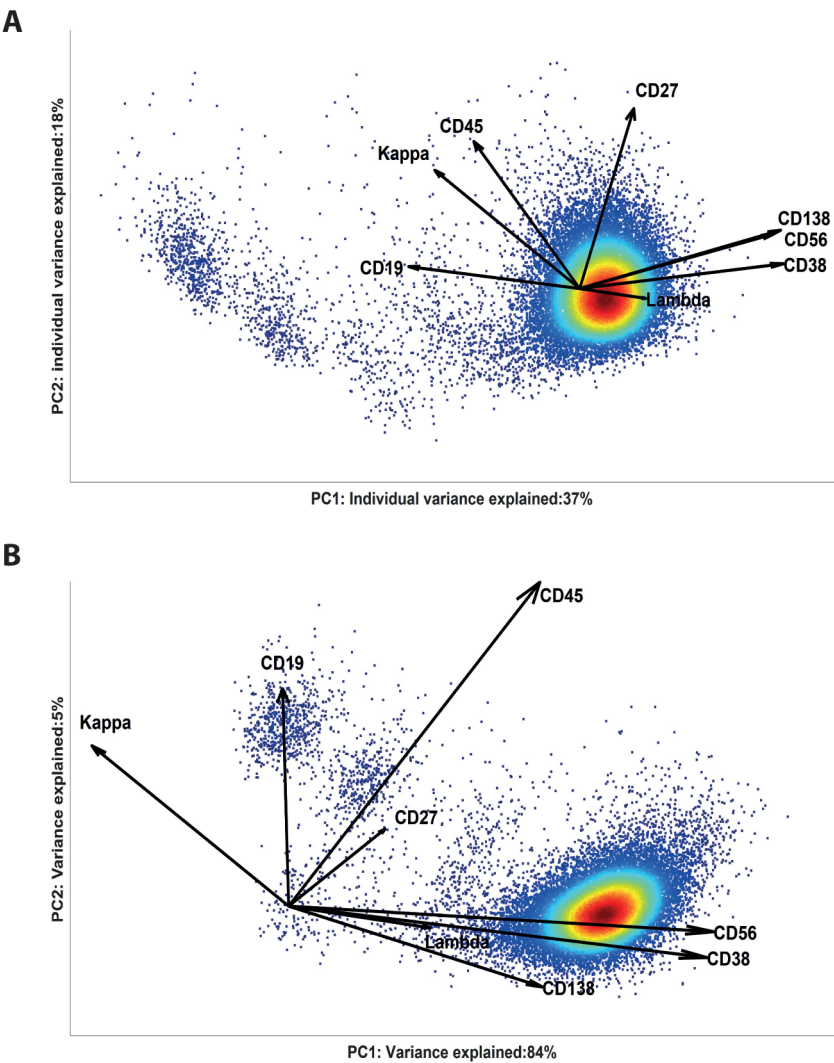 A
CD27
CD45
Kappa
CD138
CD56
CD19
CD38
Lambda
PC2: individual variance explained:18%
PC1: Individual variance explained:37%
B
CD45
CD19
Kappa
CD27
CD56
Lambda
CD38
CD138
PC2: Variance explained:5%
PC1: Variance explained:84%